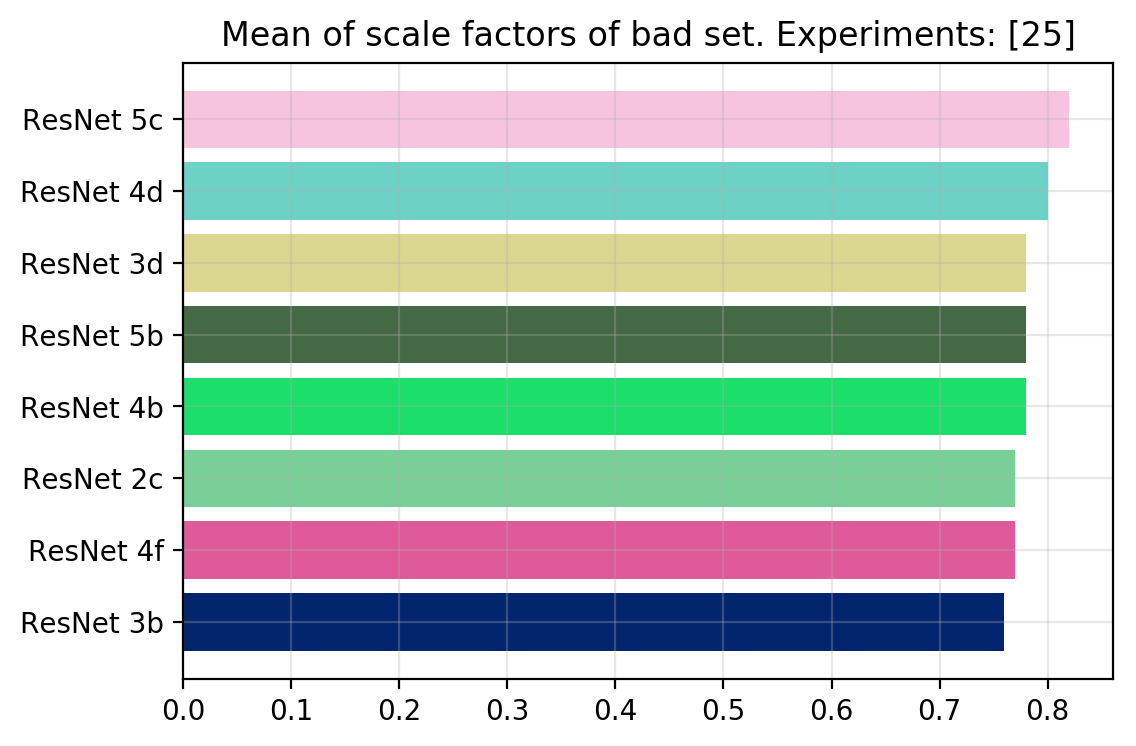 Mean of scale factors of bad set. Experiments: [25]
ResNet 5c
ResNet 4d
ResNet 3d
ResNet 5b
ResNet 4b
ResNet 2c
ResNet 4f
ResNet 3b
0.0 0.1 0.2 0.3 0.4 0.5 0.6 0.7 0.8